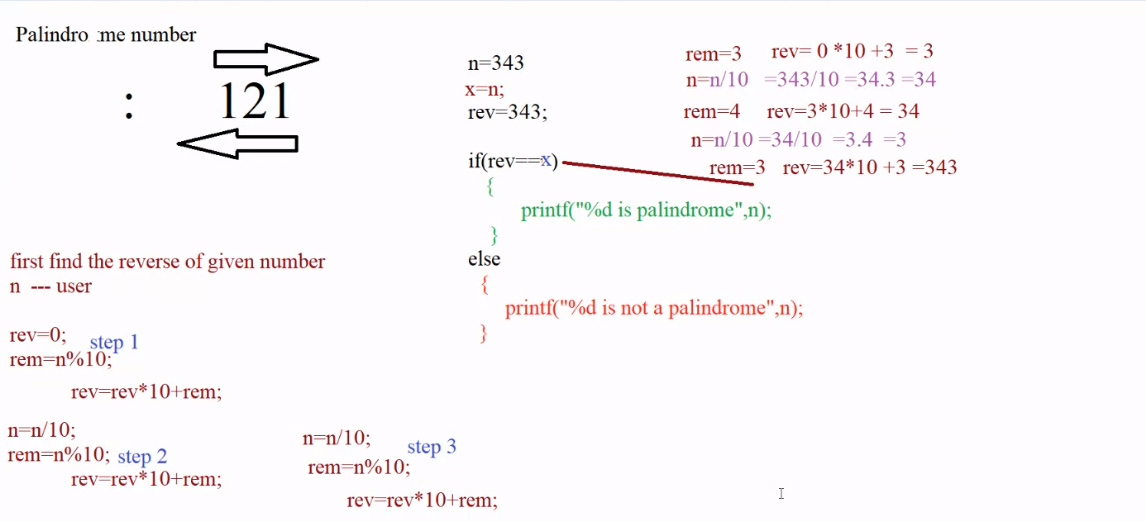 Palindro :me number
: 121
first find the reverse of given number
n --- user
rev=0;
step 1
rem=n%10;
rev=rev*10+rem;
n=n/10;
rem=n%10; step 2
rev=rev*10+rem;
n=n/10;
step 3
rem=n%10;
rev=rev*10+rem;
n=343
x=n;
rev=343;
if(rev==x)
{
printf("%d is palindrome",n);
}
else
{
printf("%d is not a palindrome",n);
}
rem=3 rev= 0 *10 +3 = 3
n=n/10 =343/10 =34.3 =34
rem=4 rev=3*10+4 = 34
n=n/10 =34/10 =3.4 =3
rem=3 rev=34*10 +3 =343